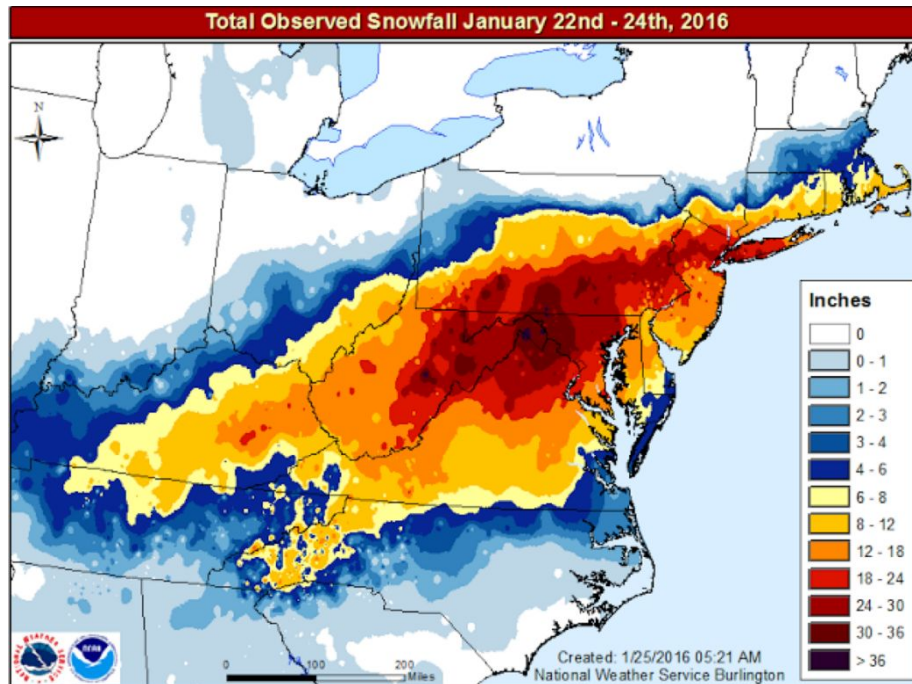 Total Observed Snowfall January 22nd - 24th, 2016
N
Inches
0
0 - 1
1 - 2
2 - 3
3 - 4
4 - 6
6 - 8
8 - 12
12 - 18
18 - 24
24 - 30
30 - 36
> 36
NOAA
0 100 200
Miles
Created: 1/25/2016 05:21 AM
National Weather Service Burlington